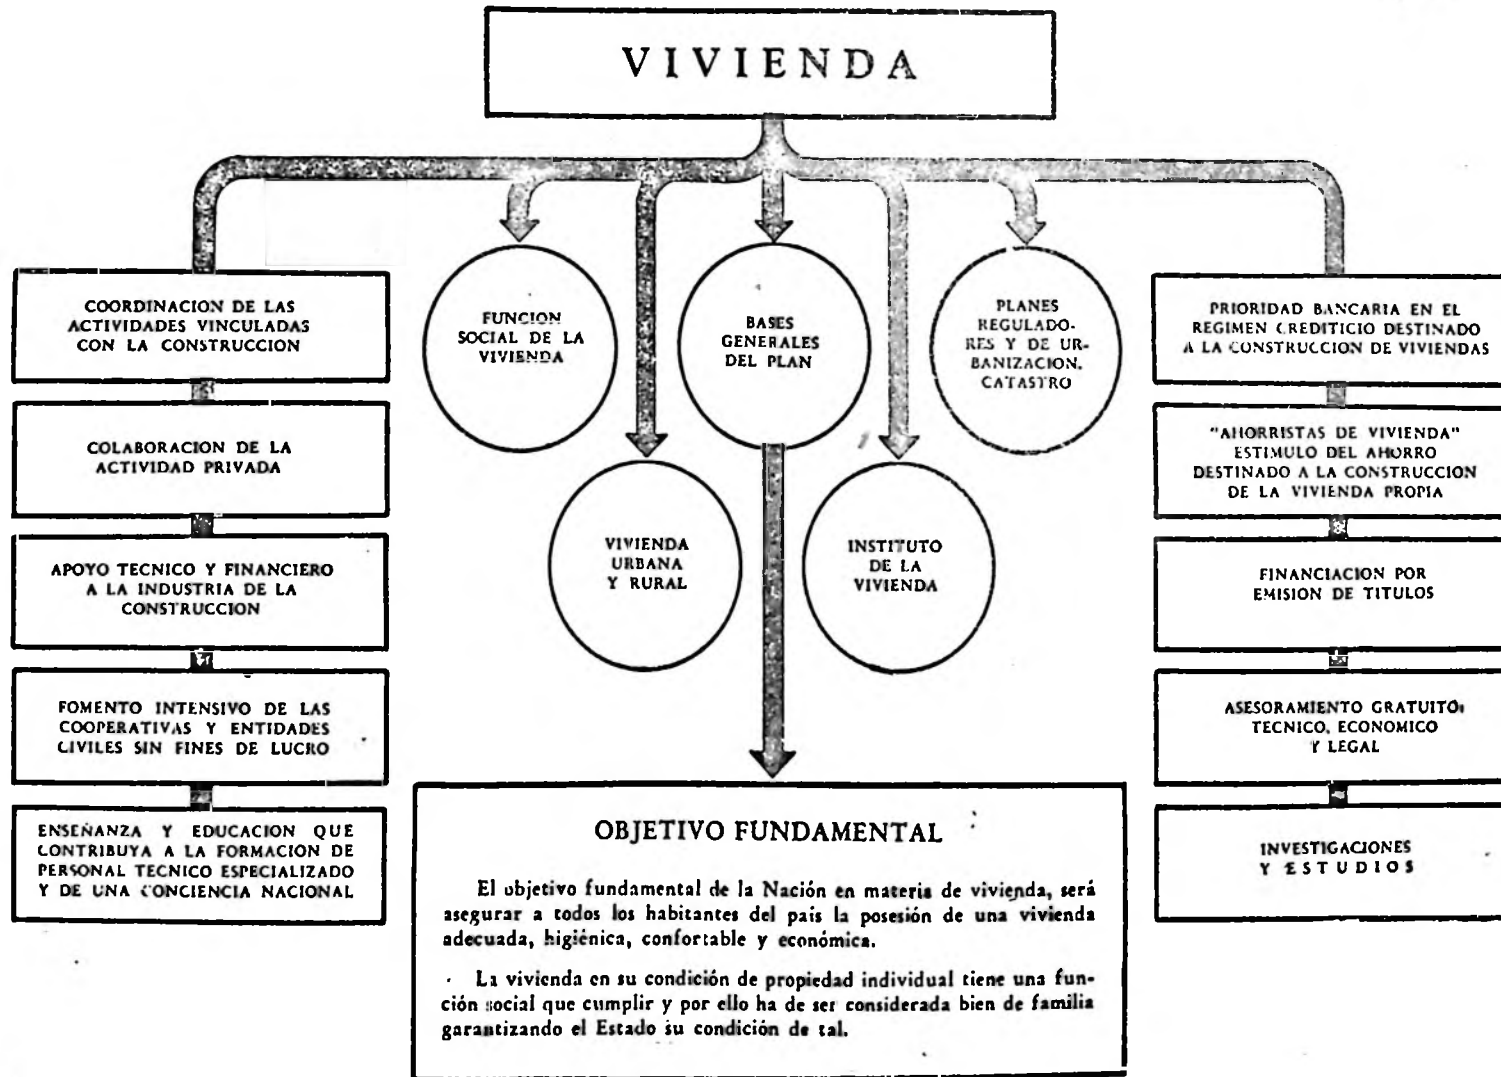 VIVIENDA
COORDINACION DE LAS
ACTIVIDADES VINCULADAS
CON LA CONSTRUCCION
COLABORACION DE LA
ACTIVIDAD PRIVADA
APOYO TECNICO Y FINANCIERO
A LA INDUSTRIA DE LA
CONSTRUCCION
FOMENTO INTENSIVO DE LAS
COOPERATIVAS Y ENTIDADES
CIVILES SIN FINES DE LUCRO
ENSEÑANZA Y EDUCACION QUE
CONTRIBUYA A LA FORMACION DE
PERSONAL TECNICO ESPECIALIZADO
Y DE UNA CONCIENCIA NACIONAL
FUNCION
SOCIAL DE LA
VIVIENDA
VIVIENDA
URBANA
Y RURAL
BASES
GENERALES
DEL PLAN
INSTITUTO
DE LA
VIVIENDA
PLANES
REGULADO-
RES Y DE UR-
BANIZACION.
CATASTRO
PRIORIDAD BANCARIA EN EL
REGIMEN CREDITICIO DESTINADO
A LA CONSTRUCCION DE VIVIENDAS
"AHORRISTAS DE VIVIENDA"
ESTIMULO DEL AHORRO
DESTINADO A LA CONSTRUCCION
DE LA VIVIENDA PROPIA
FINANCIACION POR
EMISION DE TITULOS
ASESORAMIENTO GRATUITO:
TECNICO, ECONOMICO
Y LEGAL
INVESTIGACIONES
Y ESTUDIOS
OBJETIVO FUNDAMENTAL
El objetivo fundamental de la Nación en materia de vivienda, será
asegurar a todos los habitantes del país la posesión de una vivienda
adecuada, higiénica, confortable y económica.
La vivienda en su condición de propiedad individual tiene una fun-
ción social que cumplir y por ello ha de ser considerada bien de familia
garantizando el Estado su condición de tal.